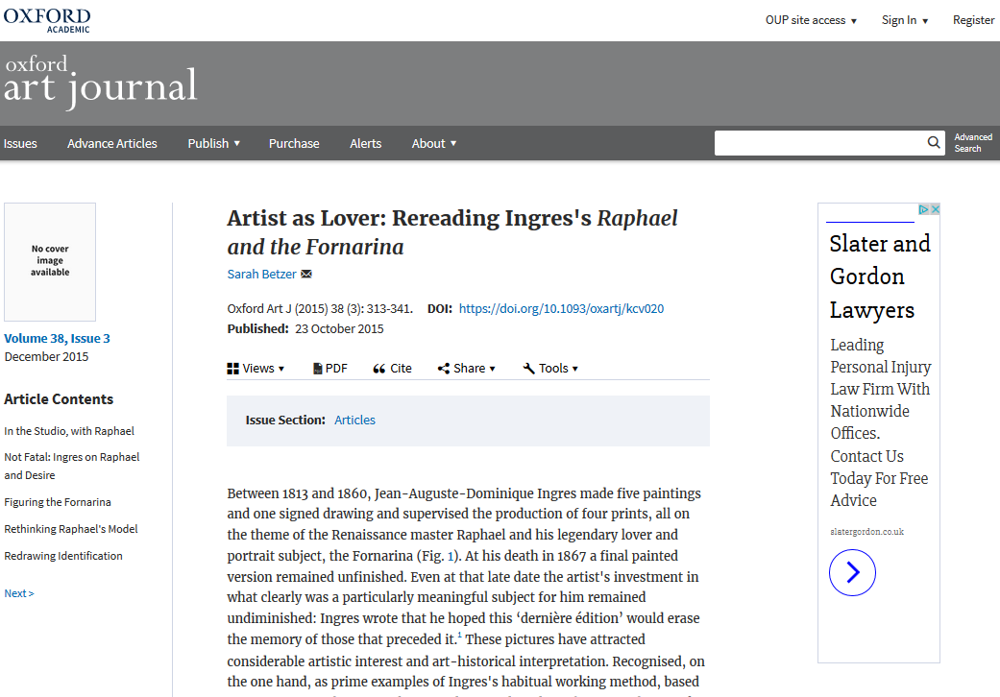 OXFORD
ACADEMIC
OUP site access ▼
Sign In ▼
Register
oxford
art journal
Issues
Advance Articles
Publish ▼
Purchase
Alerts
About ▼
Advanced
Search
No cover
image
available
Volume 38, Issue 3
December 2015
Article Contents
In the Studio, with Raphael
Not Fatal: Ingres on Raphael
and Desire
Figuring the Fornarina
Rethinking Raphael's Model
Redrawing Identification
Next >
Artist as Lover: Rereading Ingres's Raphael
and the Fornarina
Sarah Betzer
Oxford Art J (2015) 38 (3): 313-341. DOI: https://doi.org/10.1093/oxartj/kcv020
Published: 23 October 2015
Views ▼
PDF
Cite
Share ▼
Tools ▼
Issue Section: Articles
Between 1813 and 1860, Jean-Auguste-Dominique Ingres made five paintings
and one signed drawing and supervised the production of four prints, all on
the theme of the Renaissance master Raphael and his legendary lover and
portrait subject, the Fornarina (Fig. 1). At his death in 1867 a final painted
version remained unfinished. Even at that late date the artist's investment in
what clearly was a particularly meaningful subject for him remained
undiminished: Ingres wrote that he hoped this ‘dernière édition’ would erase
the memory of those that preceded it.1 These pictures have attracted
considerable artistic interest and art-historical interpretation. Recognised, on
the one hand, as prime examples of Ingres's habitual working method, based
Slater and
Gordon
Lawyers
Leading
Personal Injury
Law Firm With
Nationwide
Offices.
Contact Us
Today For Free
Advice
slatergordon.co.uk